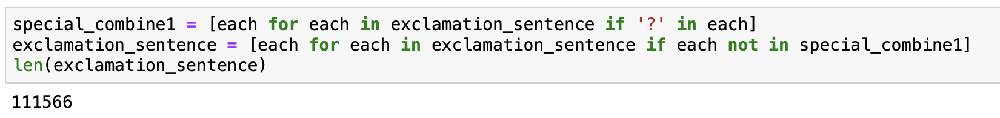 special_combine1 = [each for each in exclamation_sentence if '?' in each]
exclamation_sentence = [each for each in exclamation_sentence if each not in special_combine1]
len(exclamation_sentence)
111566